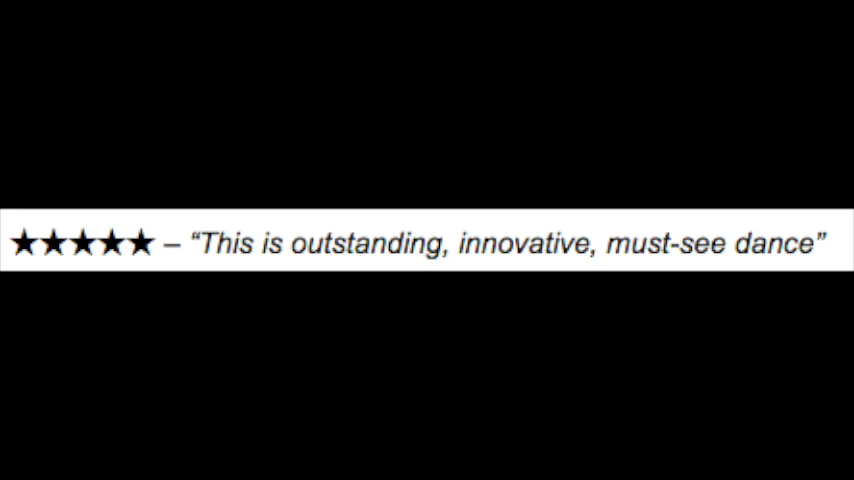 ★★★★★ – “This is outstanding, innovative, must-see dance”